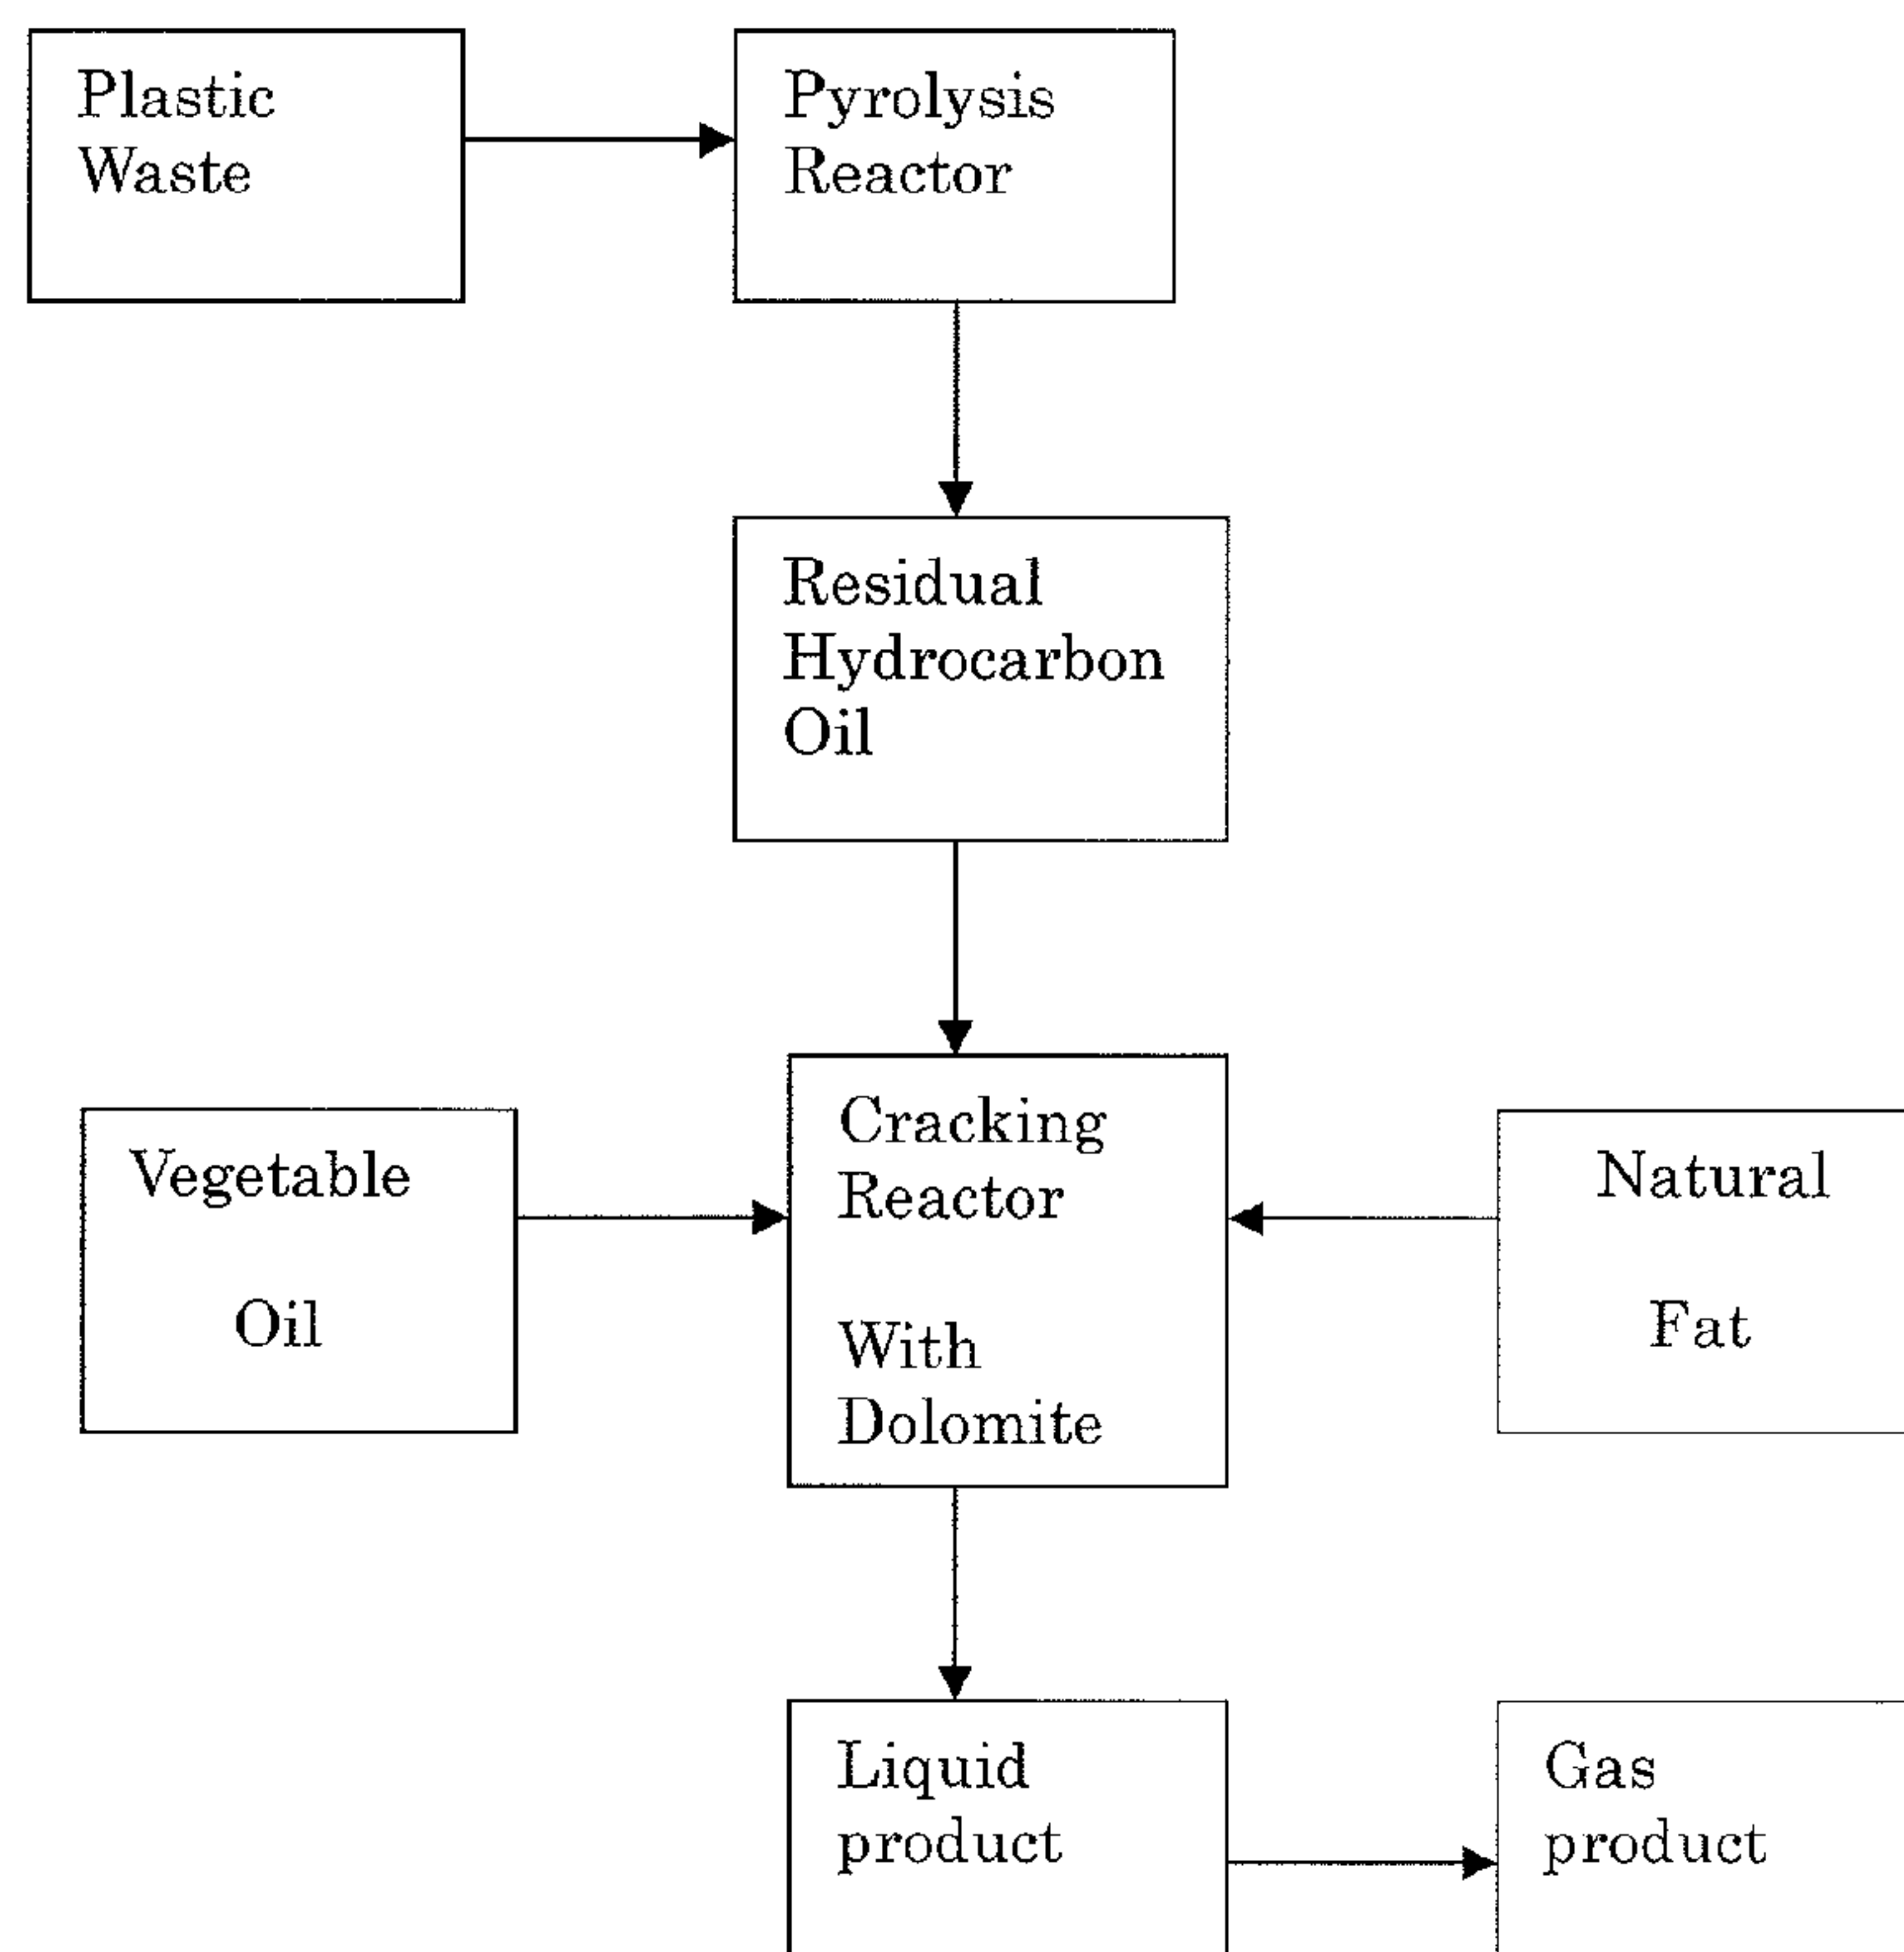 Plastic
Waste
Pyrolysis
Reactor
Residual
Hydrocarbon
Oil
Vegetable
Oil
Cracking
Reactor
With
Dolomite
Natural
Fat
Liquid
product
Gas
product